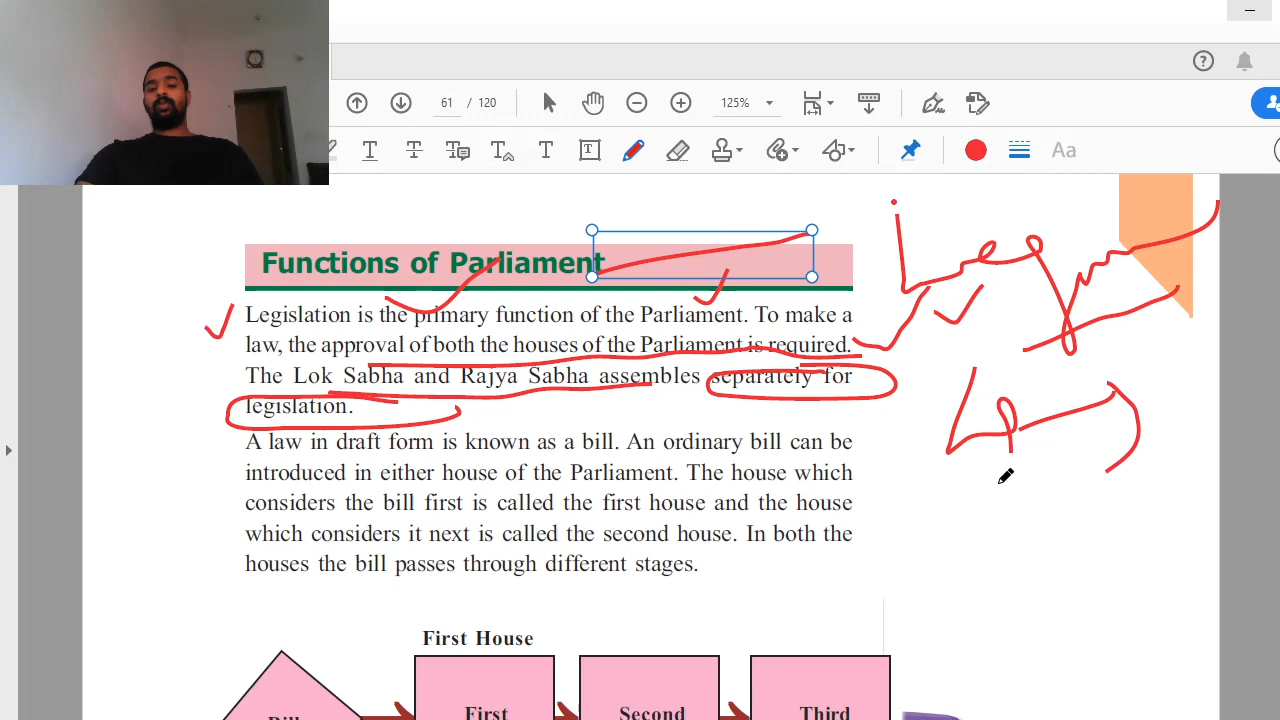 61 / 120
125%
Aa
Functions of Parliament
Legislation is the primary function of the Parliament. To make a
law, the approval of both the houses of the Parliament is required.
The Lok Sabha and Rajya Sabha assembles separately for
legislation.
A law in draft form is known as a bill. An ordinary bill can be
introduced in either house of the Parliament. The house which
considers the bill first is called the first house and the house
which considers it next is called the second house. In both the
houses the bill passes through different stages.
First House
Bill
First
Second
Third